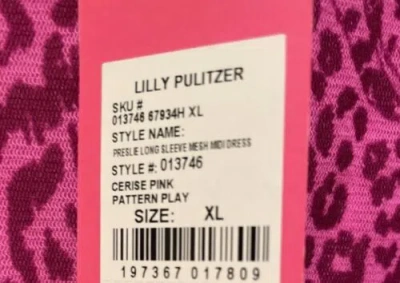 LILLY PULITZER
SKU #
013746 67934H XL
STYLE NAME:
PRESLIE LONG SLEEVE MESH MIDI DRESS
STYLE #: 013746
CERISE PINK
PATTERN PLAY
SIZE: XL
197367 017809